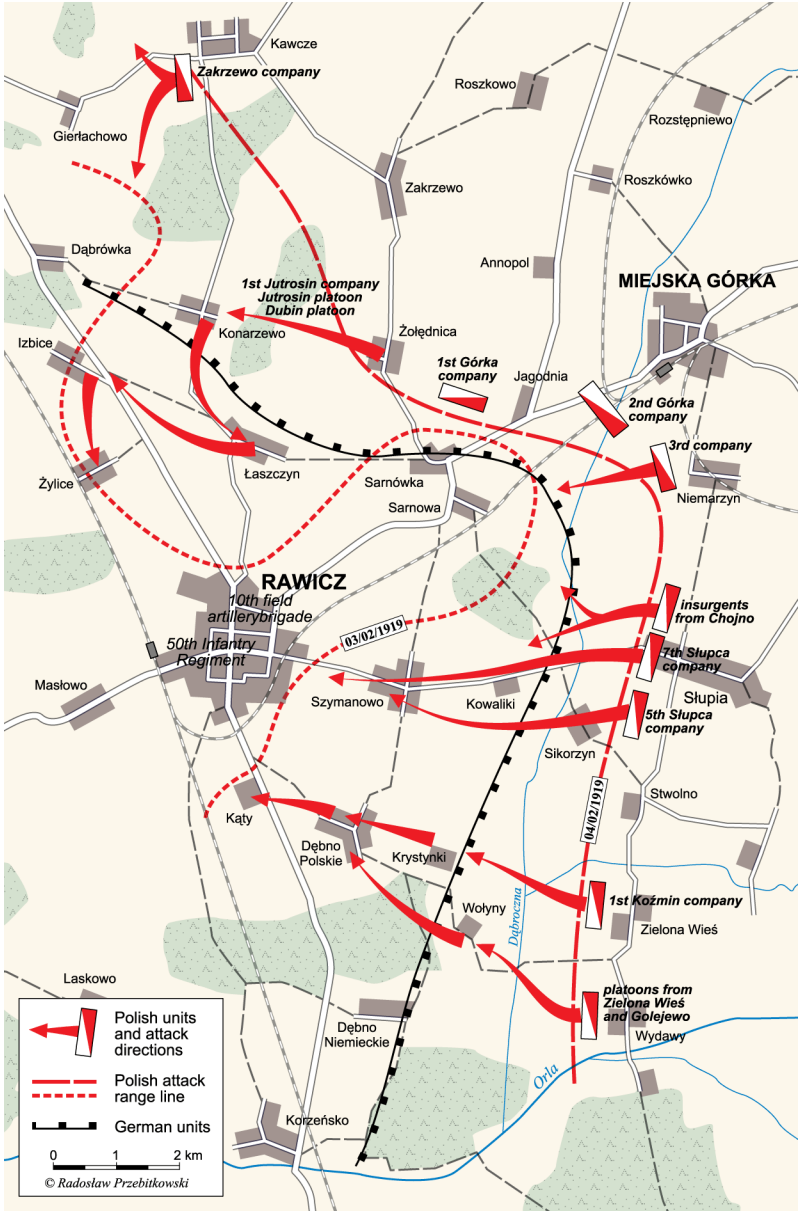 Kawcze
Zakrzewo company
Gierłachowo
Roszkowo
Rozstępniewo
Zakrzewo
Roszkówko
Dąbrówka
Annopol
MIEJSKA GÓRKA
1st Jutrosin company
Jutrosin platoon
Dubin platoon
Konarzewo
Żołędnica
Izbice
1st Górka
company
Jagodnia
2nd Górka
company
3rd company
Łaszczyn
Żylice
Sarnówka
Niemarzyn
Sarnowa
RAWICZ
10th field
artillerybrigade
50th Infantry
Regiment
03/02/1919
insurgents
from Chojno
7th Słupca
company
Masłowo
Szymanowo
Kowaliki
Słupia
5th Słupca
company
Sikorzyn
Stwolno
04/02/1919
Kąty
Dębno
Polskie
Krystynki
1st Koźmin company
Wołyny
Dąbroczna
Zielona Wieś
Laskowo
platoons from
Zielona Wieś
and Golejewo
Dębno
Niemieckie
Wydawy
Orla
Korzeńsko
Polish units
and attack
directions
Polish attack
range line
German units
0 1 2 km
© Radosław Przebitkowski